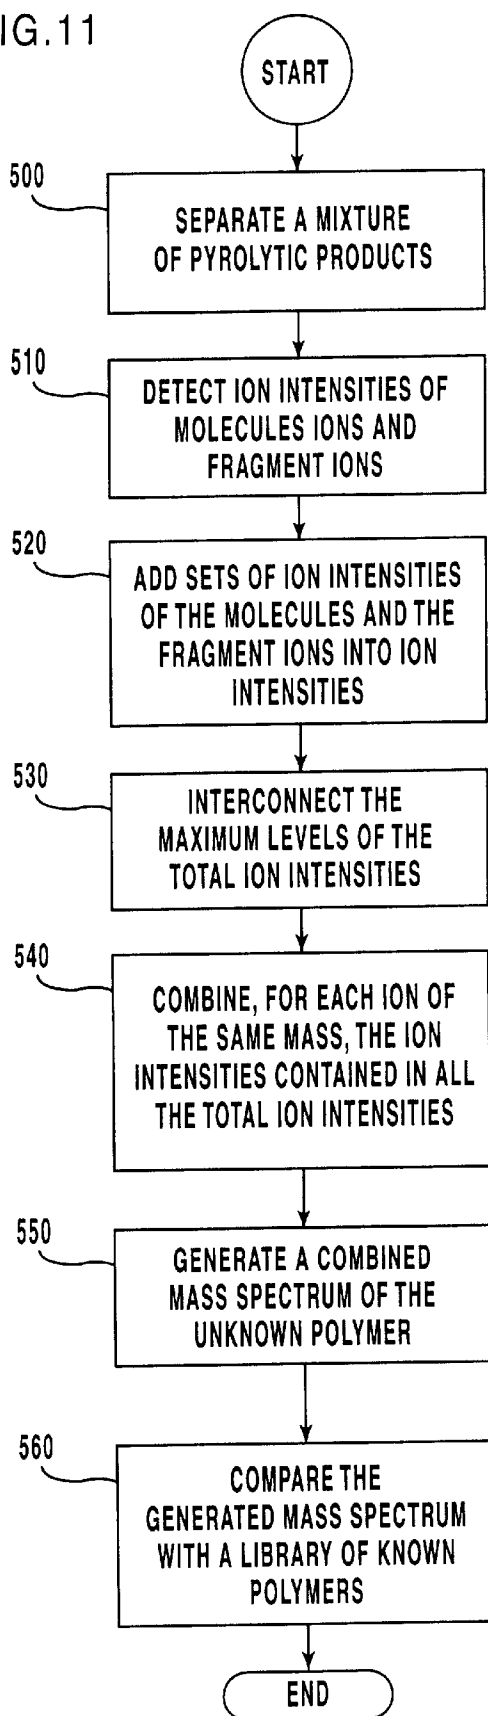 IG.11
START
500
SEPARATE A MIXTURE
OF PYROLYTIC PRODUCTS
510
DETECT ION INTENSITIES OF
MOLECULES IONS AND
FRAGMENT IONS
520
ADD SETS OF ION INTENSITIES
OF THE MOLECULES AND THE
FRAGMENT IONS INTO ION
INTENSITIES
530
INTERCONNECT THE
MAXIMUM LEVELS OF THE
TOTAL ION INTENSITIES
540
COMBINE, FOR EACH ION OF
THE SAME MASS, THE ION
INTENSITIES CONTAINED IN ALL
THE TOTAL ION INTENSITIES
550
GENERATE A COMBINED
MASS SPECTRUM OF THE
UNKNOWN POLYMER
560
COMPARE THE
GENERATED MASS SPECTRUM
WITH A LIBRARY OF KNOWN
POLYMERS
END